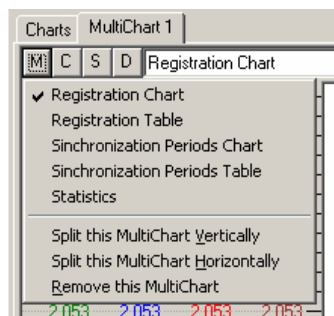 Charts MultiChart 1
M C S D Registration Chart
Registration Chart
Registration Table
Sinchronization Periods Chart
Sinchronization Periods Table
Statistics
Split this MultiChart Vertically
Split this MultiChart Horizontally
Remove this MultiChart
2.053 2.053 2.053 2.053